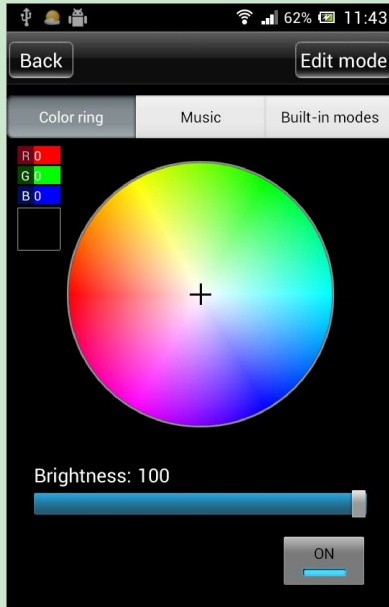 62% 11:43
Back Edit mode
Color ring Music Built-in modes
R 0
G 0
B 0
Brightness: 100
ON